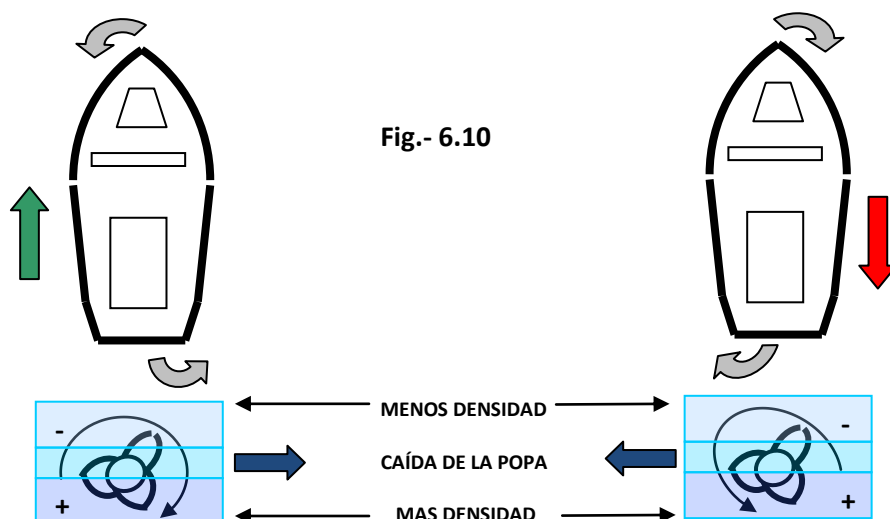 Fig.- 6.10
MENOS DENSIDAD
- -
CAÍDA DE LA POPA
+ +
MAS DENSIDAD